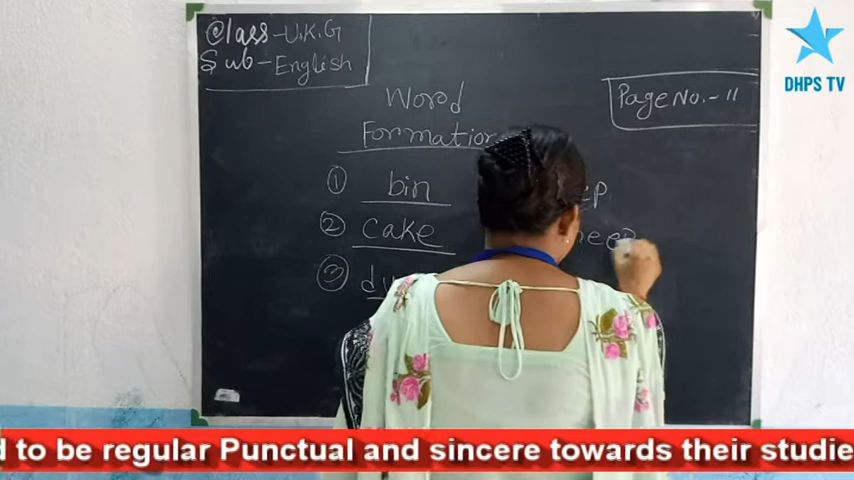 Class - U.K.G
Sub - English
Word
Formation
Page No. - 11
① bin
② cake
③
DHPS TV
to be regular Punctual and sincere towards their